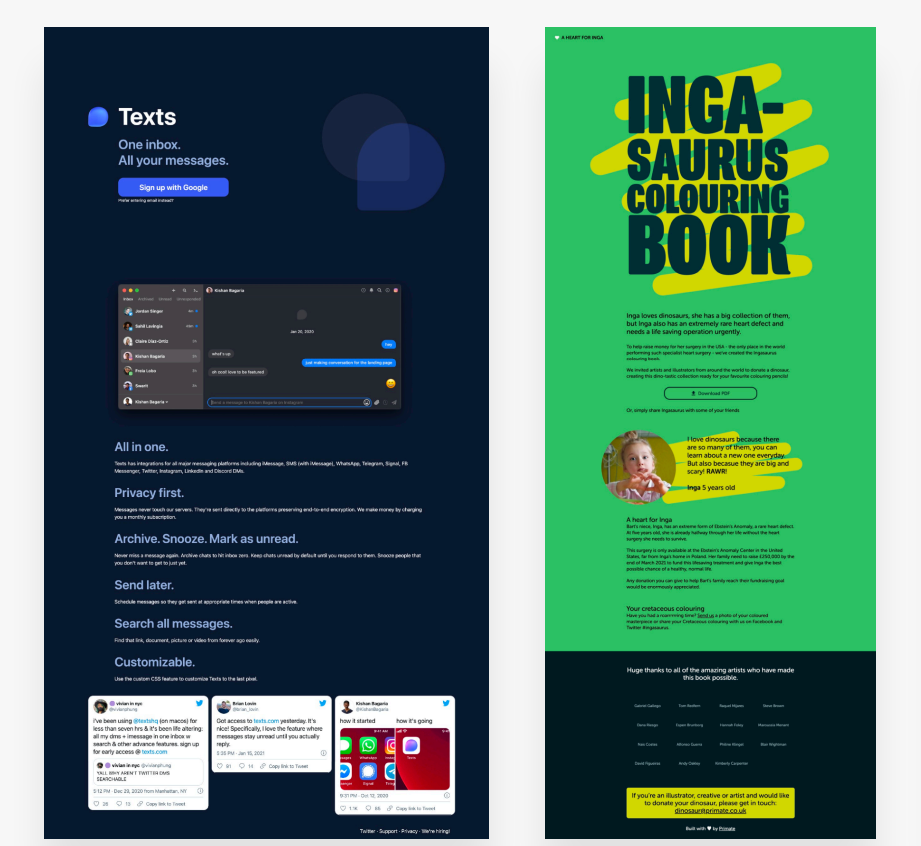 Texts
One inbox.
All your messages.
Sign up with Google
Prefer entering email instead?
Inbox Archived Unread Unresponded
Jordan Singer
Sahil Lavingia
Claire Diaz-Ortiz
Kishan Bagaria
Freia Lobo
Swarit
Kishan Bagaria
Kishan Bagaria
Jan 20, 2020
hey
what's up
just making conversation for the landing page
oh cool! love to be featured
Send a message to Kishan Bagaria on Instagram
All in one.
Texts has integrations for all major messaging platforms including iMessage, SMS (with iMessage), WhatsApp, Telegram, Signal, FB
Messenger, Twitter, Instagram, LinkedIn and Discord DMs.
Privacy first.
Messages never touch our servers. They're sent directly to the platforms preserving end-to-end encryption. We make money by charging
you a monthly subscription.
Archive. Snooze. Mark as unread.
Never miss a message again. Archive chats to hit inbox zero. Keep chats unread by default until you respond to them. Snooze people that
you don't want to get to just yet.
Send later.
Schedule messages so they get sent at appropriate times when people are active.
Search all messages.
Find that link, document, picture or video from forever ago easily.
Customizable.
Use the custom CSS feature to customize Texts to the last pixel.
vivian in nyc
@vivianphung
i've been using @textshq (on macos) for
less than seven hrs & it's been life altering:
all my dms + imessage in one inbox w
search & other advance features. sign up
for early access @ texts.com
vivian in nyc @vivianphung
YALL WHY AREN'T TWITTER DMS
SEARCHABLE
3:12 PM · Dec 29, 2020 from Manhattan, NY
28 13 Copy link to Tweet
Brian Lovin
@brian_lovin
Got access to texts.com yesterday. It's
nice! Specifically, I love the feature where
messages stay unread until you actually
reply.
5:35 PM · Jan 15, 2021
81 14 Copy link to Tweet
Kishan Bagaria
@KishanBagaria
how it started how it's going
9:41 AM
WhatsApp
Signal
Texts
9:31 PM · Oct 12, 2020
1.1K 85 Copy link to Tweet
Twitter · Support · Privacy · We're hiring!
A HEART FOR INGA
INGA-
SAURUS
COLOURING
BOOK
Inga loves dinosaurs, she has a big collection of them,
but Inga also has an extremely rare heart defect and
needs a life saving operation urgently.
To help raise money for her surgery in the USA - the only place in the world
performing such specialist heart surgery - we've created the Ingasaurus
colouring book.
We invited artists and illustrators from around the world to donate a dinosaur,
creating this dino-tastic collection ready for your favourite colouring pencils!
Download PDF
Or, simply share Ingasaurus with some of your friends
I love dinosaurs because there
are so many of them, you can
learn about a new one everyday.
But also becasue they are big and
scary! RAWR!
Inga 5 years old
A heart for Inga
Bart's niece, Inga, has an extreme form of Ebstein's Anomaly, a rare heart defect.
At five years old, she is already halfway through her life without the heart
surgery she needs to survive.
This surgery is only available at the Ebstein's Anomaly Center in the United
States, far from Inga's home in Poland. Her family need to raise £250,000 by the
end of March 2021 to fund this lifesaving treatment and give Inga the best
possible chance of a healthy, normal life.
Any donation you can give to help Bart's family reach their fundraising goal
would be enormously appreciated.
Your cretaceous colouring
Have you had a roarrrrning time? Send us a photo of your coloured
masterpiece or share your Cretaceous colouring with us on Facebook and
Twitter #ingasaurus.
Huge thanks to all of the amazing artists who have made
this book possible.
Gabriel Gallego Tom Redfern Raquel Mijares Steve Brown
Hannah Foley
Nasi Coates Alfonso Guerra Blair Brightman
David Figueiras Andy Oatley Kimberly Carpenter
If you're an illustrator, creative or artist and would like
to donate your dinosaur, please get in touch:
dinosaur@primate.co.uk
Built with by Primate